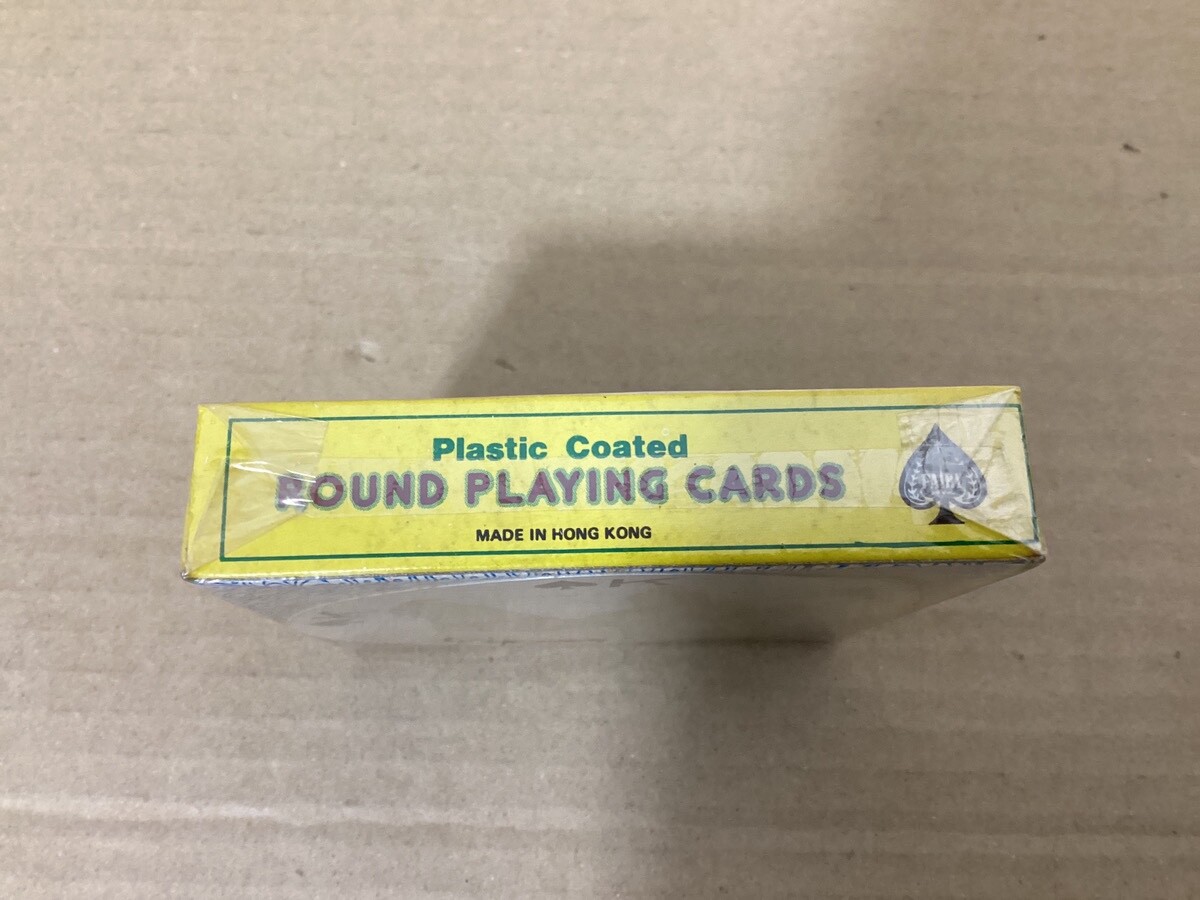 Plastic Coated
ROUND PLAYING CARDS
MADE IN HONG KONG
K